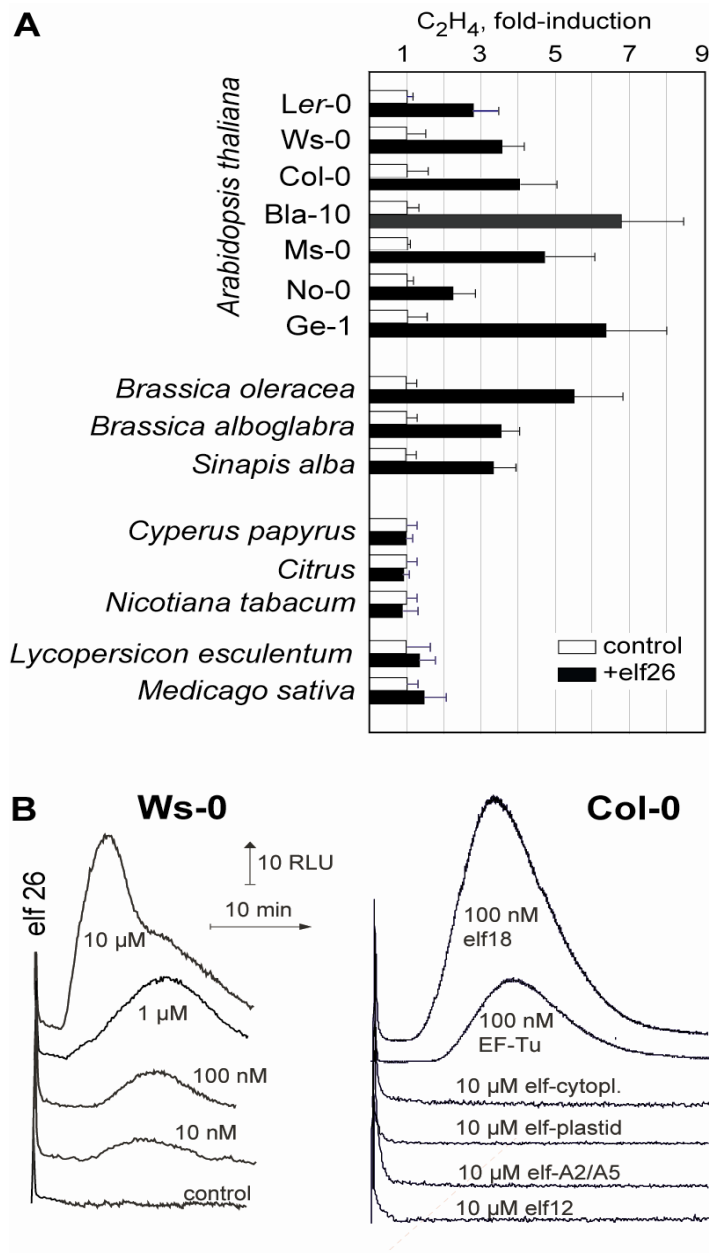 A
C2H4, fold-induction
1 3 5 7 9
Arabidopsis thaliana
Ler-0
Ws-0
Col-0
Bla-10
Ms-0
No-0
Ge-1
Brassica oleracea
Brassica alboglabra
Sinapis alba
Cyperus papyrus
Citrus
Nicotiana tabacum
Lycopersicon esculentum
Medicago sativa
control
+elf26
B
Ws-0
elf 26
10 RLU
10 min
10 µM
1 µM
100 nM
10 nM
control
Col-0
100 nM
elf18
100 nM
EF-Tu
10 µM elf-cytopl.
10 µM elf-plastid
10 µM elf-A2/A5
10 µM elf12